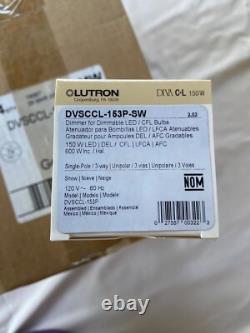 DVSCCL-153P
LUTRON
Coopersburg, PA 18036
DIVA C•L 150W
DVSCCL-153P-SW
Dimmer for Dimmable LED / CFL Bulbs
Atenuador para Bombillas LED / LFCA Atenuables
Gradateur pour Ampoules DEL / AFC Gradables
150 W LED | DEL / CFL | LFCA | AFC
600 W Inc. / Hal.
Single Pole / 3-way | Unipolar / 3 vías | Unipolaire / 3 Voies
Snow | Nieve | Neige
120 V ~ 60 Hz
Model | Modelo | Modèle:
DVSCCL-153P
Assembled | Ensamblado | Assemblé
Mexico | México | Mexique
NOM